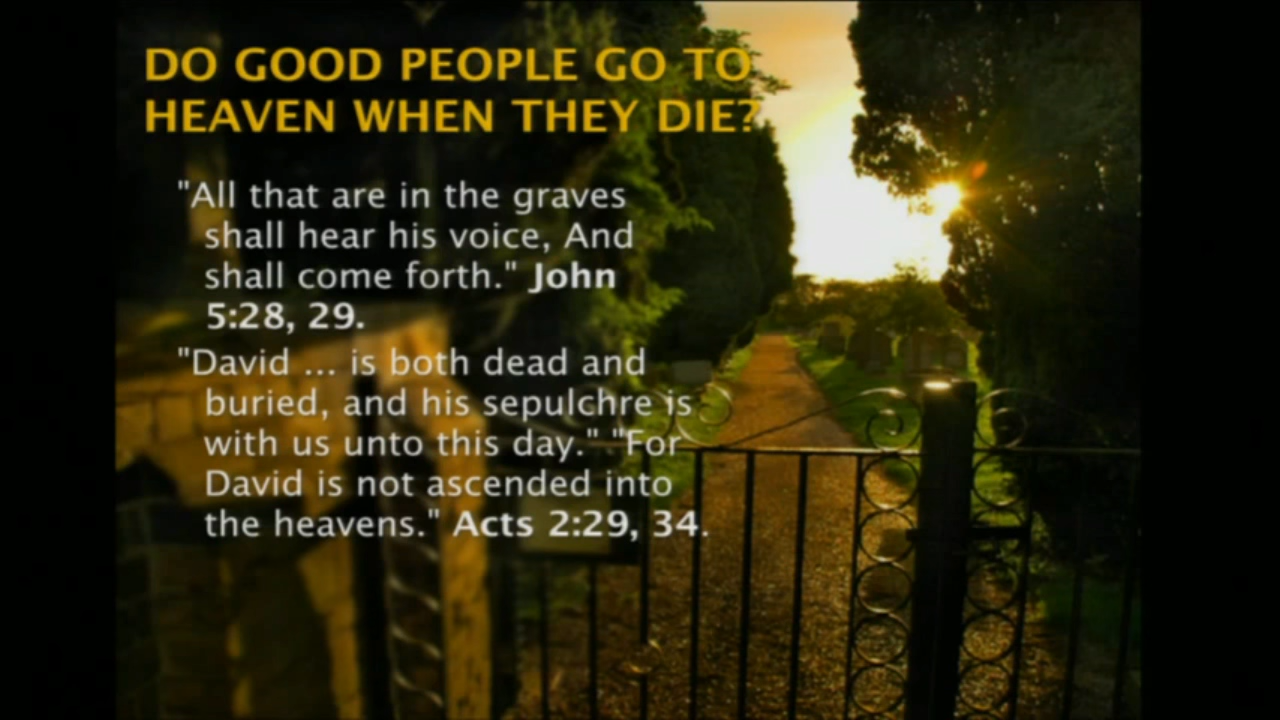 DO GOOD PEOPLE GO TO
HEAVEN WHEN THEY DIE?
"All that are in the graves
shall hear his voice, And
shall come forth." John
5:28, 29.
"David ... is both dead and
buried, and his sepulchre is
with us unto this day." "For
David is not ascended into
the heavens." Acts 2:29, 34.